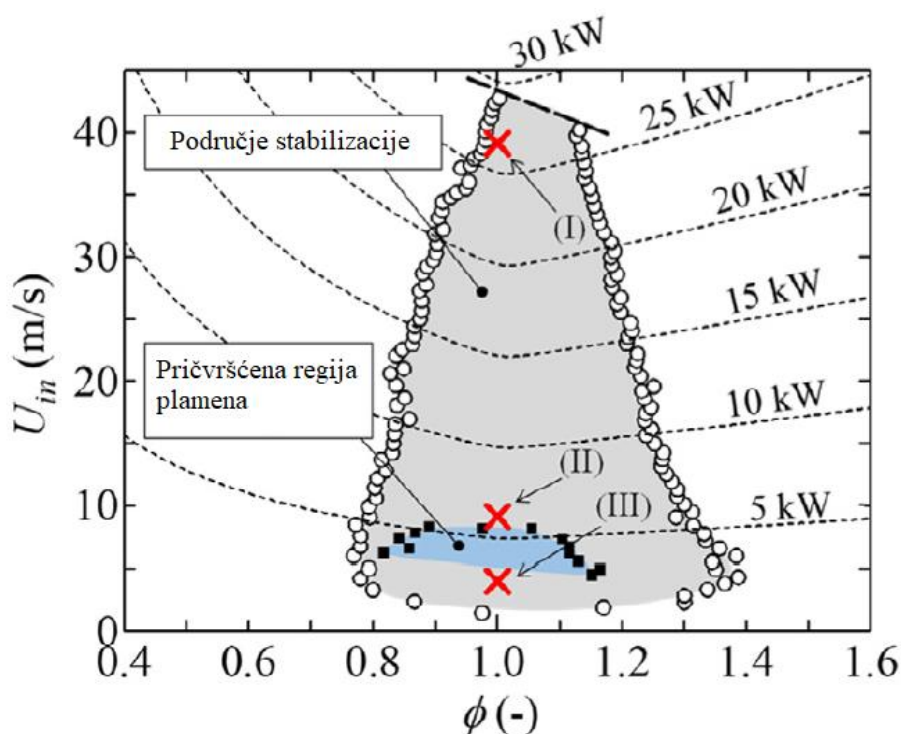 30 kW
25 kW
20 kW
15 kW
10 kW
5 kW
Područje stabilizacije
Pričvršćena regija
plamena
(I)
(II)
(III)
U_in (m/s)
40
30
20
10
0
0.4 0.6 0.8 1.0 1.2 1.4 1.6
ϕ (-)